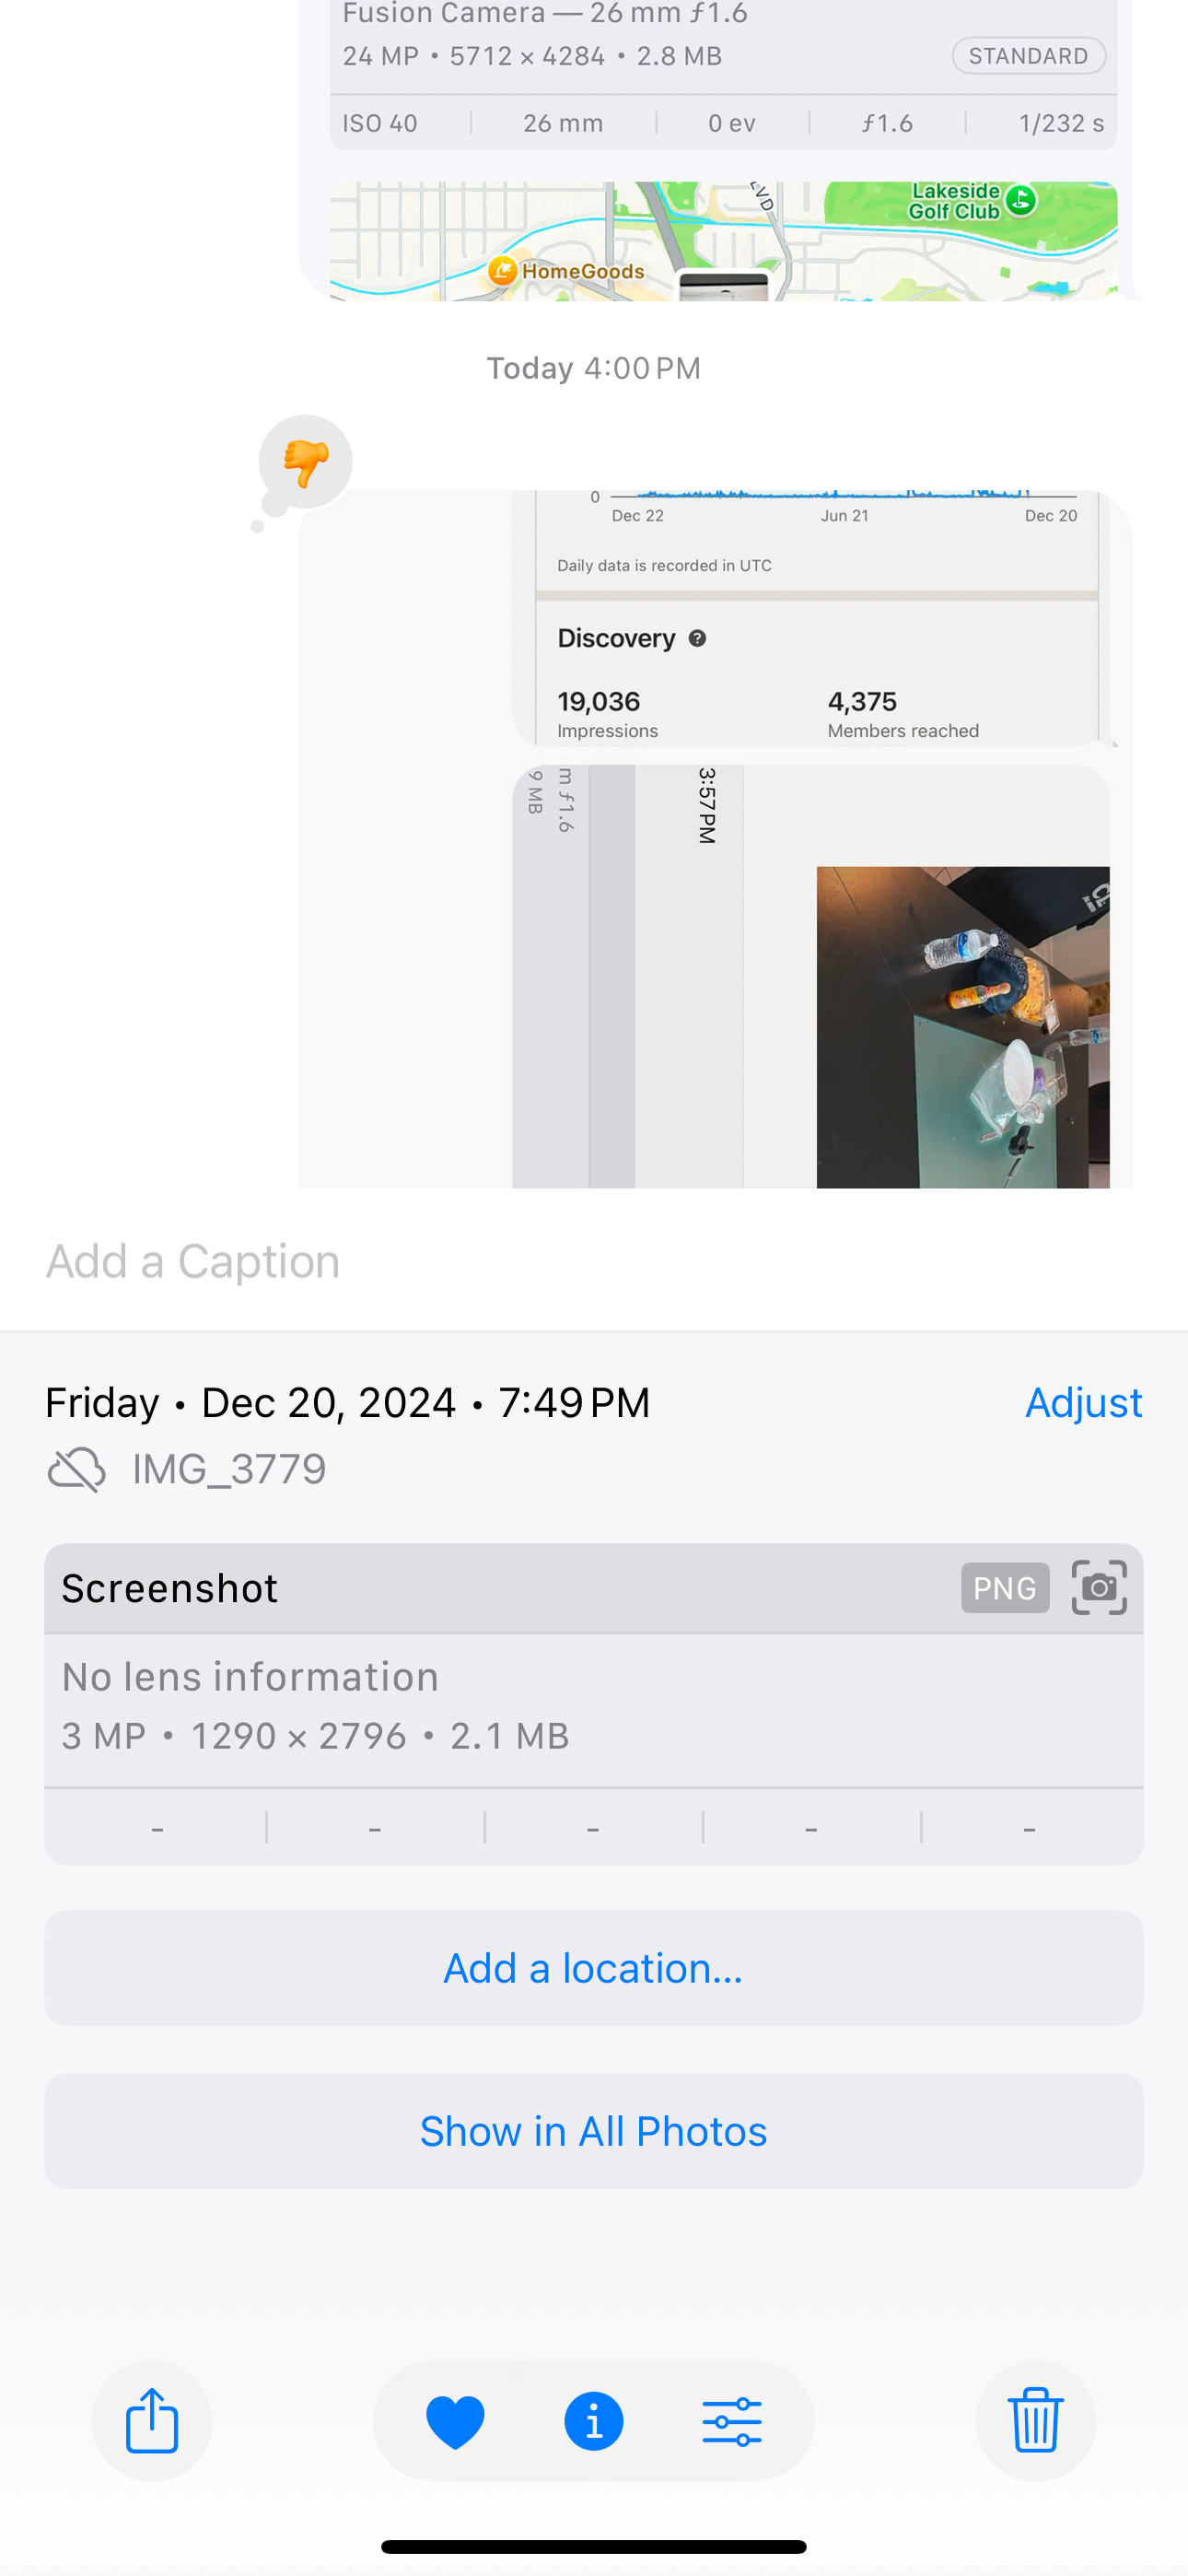 Fusion Camera — 26 mm ƒ1.6
24 MP • 5712 × 4284 • 2.8 MB
STANDARD
ISO 40 | 26 mm | 0 ev | ƒ1.6 | 1/232 s
LVD
Lakeside
Golf Club
HomeGoods
Today 4:00 PM
0
Dec 22 Jun 21 Dec 20
Daily data is recorded in UTC
Discovery ?
19,036 4,375
Impressions Members reached
3:57 PM
m ƒ1.6
9 MB
Add a Caption
Friday • Dec 20, 2024 • 7:49 PM
Adjust
IMG_3779
Screenshot
PNG
No lens information
3 MP • 1290 × 2796 • 2.1 MB
- | - | - | - | -
Add a location...
Show in All Photos